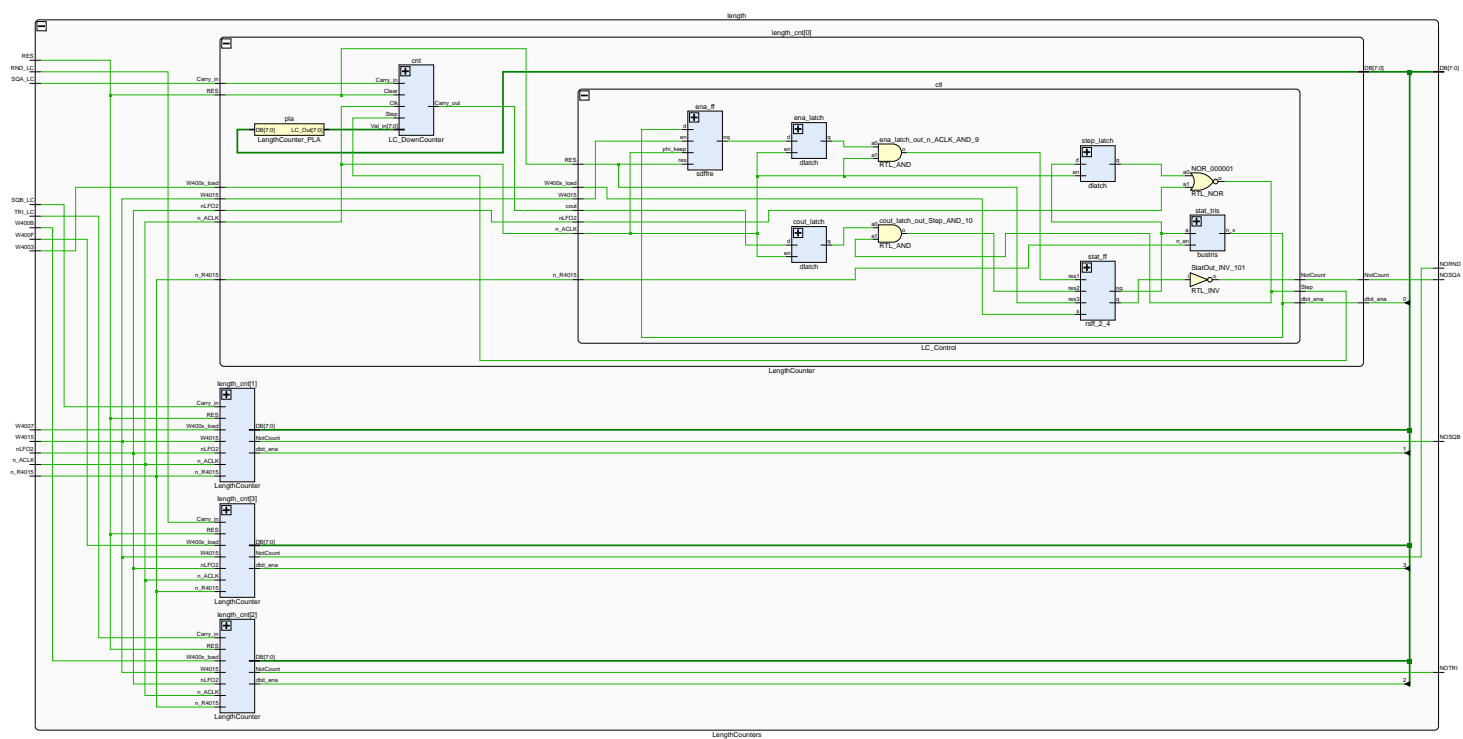 length
length_cnt[0]
RES
RND_LC
SQA_LC
Carry_in
RES
DB[7:0]
DB[7:0]
cnt
Carry_in
Clear
Clk
Step
Val_in[7:0]
Carry_out
LC_DownCounter
pla
DB[7:0]
LC_Out[7:0]
LengthCounter_PLA
ctl
ena_ff
d
en
phi_keep
res
nq
sdffre
ena_latch
d
en
q
dlatch
ena_latch_out_n_ACLK_AND_9
a0
a1
o
RTL_AND
step_latch
d
en
q
dlatch
NOR_000001
a0
a1
o
RTL_NOR
RES
W400x_load
W4015
cout
nLFO2
n_ACLK
n_R4015
W400x_load
W4015
nLFO2
n_ACLK
n_R4015
SQB_LC
TRI_LC
W400B
W400F
W4003
cout_latch
d
en
q
dlatch
cout_latch_out_Step_AND_10
a0
a1
o
RTL_AND
stat_tris
a
n_en
n_x
bustris
stat_ff
res1
res2
res3
s
nq
q
rsff_2_4
StatOut_INV_101
i
o
RTL_INV
NotCount
Step
dbit_ena
NotCount
dbit_ena
0
NORND
NOSQA
LC_Control
LengthCounter
length_cnt[1]
Carry_in
RES
W400x_load
W4015
nLFO2
n_ACLK
n_R4015
DB[7:0]
NotCount
dbit_ena
1
LengthCounter
W4007
W4015
nLFO2
n_ACLK
n_R4015
NOSQB
length_cnt[3]
Carry_in
RES
W400x_load
W4015
nLFO2
n_ACLK
n_R4015
DB[7:0]
NotCount
dbit_ena
3
LengthCounter
length_cnt[2]
Carry_in
RES
W400x_load
W4015
nLFO2
n_ACLK
n_R4015
DB[7:0]
NotCount
dbit_ena
2
NOTRI
LengthCounter
LengthCounters